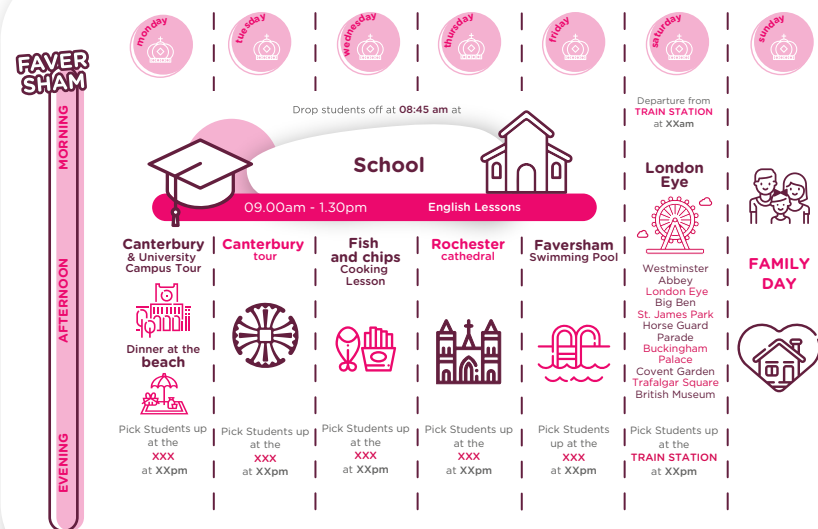 FAVER
SHAM
MORNING
AFTERNOON
EVENING
monday
tuesday
wednesday
thursday
friday
saturday
sunday
Drop students off at 08:45 am at
School
09.00am - 1.30pm
English Lessons
Canterbury
& University
Campus Tour
Dinner at the
beach
Pick Students up
at the
XXX
at XXpm
Canterbury
tour
Pick Students up
at the
XXX
at XXpm
Fish
and chips
Cooking
Lesson
Pick Students up
at the
XXX
at XXpm
Rochester
cathedral
Pick Students up
at the
XXX
at XXpm
Faversham
Swimming Pool
Pick Students
up at the
XXX
at XXpm
Departure from
TRAIN STATION
at XXam
London
Eye
Westminster
Abbey
London Eye
Big Ben
St. James Park
Horse Guard
Parade
Buckingham
Palace
Covent Garden
Trafalgar Square
British Museum
Pick Students up
at the
TRAIN STATION
at XXpm
FAMILY
DAY